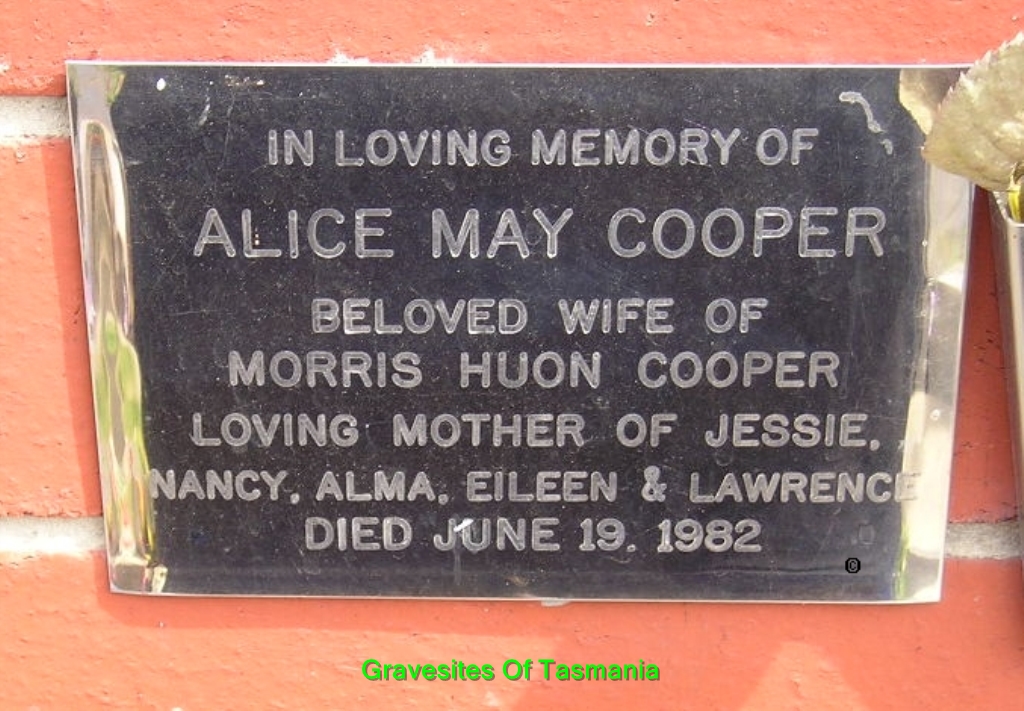 IN LOVING MEMORY OF
ALICE MAY COOPER
BELOVED WIFE OF
MORRIS HUON COOPER
LOVING MOTHER OF JESSIE,
NANCY, ALMA, EILEEN & LAWRENCE
DIED JUNE 19. 1982
©
Gravesites Of Tasmania